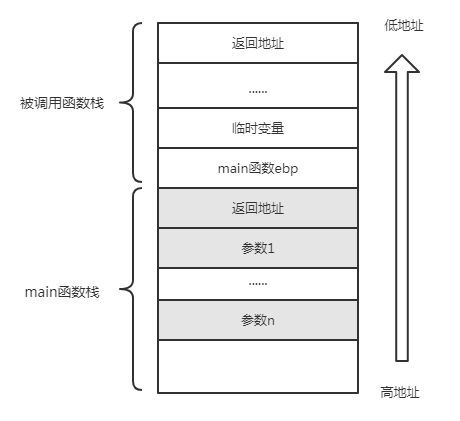 低地址
返回地址
......
被调用函数栈
临时变量
main函数ebp
返回地址
参数1
......
main函数栈
参数n
高地址